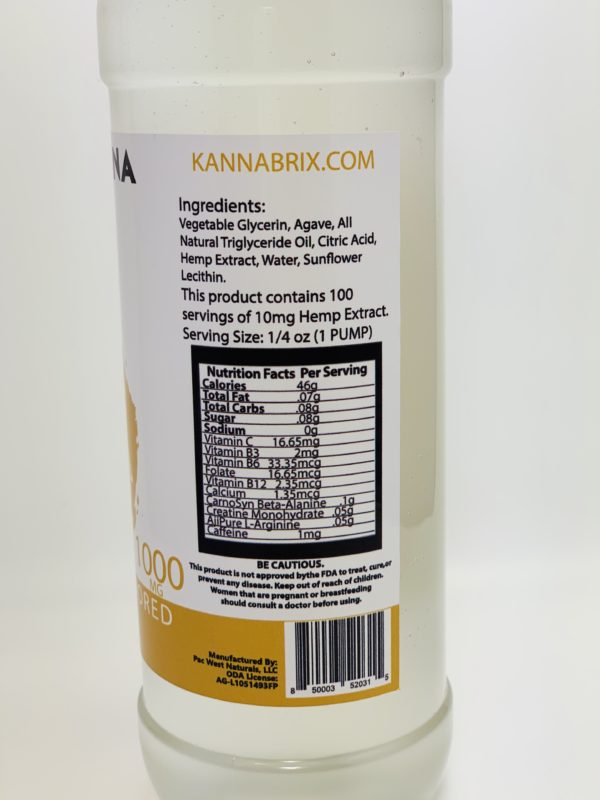 NA
KANNABRIX.COM
Ingredients:
Vegetable Glycerin, Agave, All
Natural Triglyceride Oil, Citric Acid,
Hemp Extract, Water, Sunflower
Lecithin.
This product contains 100
servings of 10mg Hemp Extract.
Serving Size: 1/4 oz (1 PUMP)
Nutrition Facts Per Serving
Calories 46g
Total Fat .07g
Total Carbs .08g
Sugar .08g
Sodium 0g
Vitamin C 16.65mg
Vitamin B3 2mg
Vitamin B6 33.35mcg
Folate 16.65mcg
Vitamin B12 2.35mcg
Calcium 1.35mcg
CarnoSyn Beta-Alanine .1g
Creatine Monohydrate .05g
AllPure L-Arginine .05g
Caffeine 1mg
BE CAUTIOUS.
This product is not approved bythe FDA to treat, cure,or
prevent any disease. Keep out of reach of children.
Women that are pregnant or breastfeeding
should consult a doctor before using.
1000
MG
ORED
Manufactured By:
Pac West Naturals, LLC
ODA License:
AG-L1051493FP
8 50003 52031 5